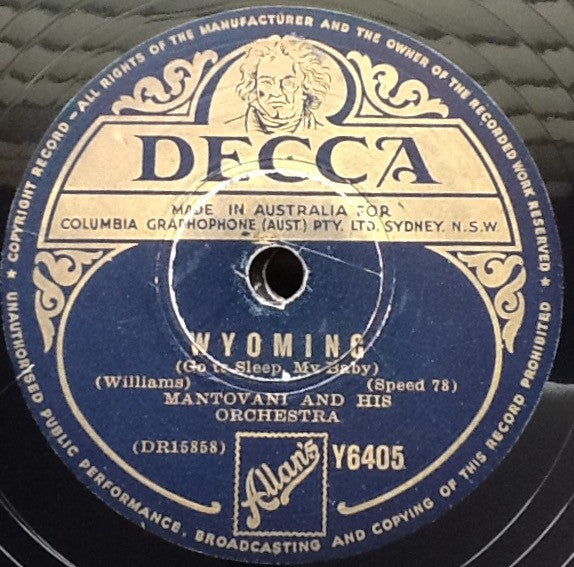 ★ COPYRIGHT RECORD — ALL RIGHTS OF THE MANUFACTURER AND THE OWNER OF THE RECORDED WORK RESERVED ★
DECCA
MADE IN AUSTRALIA FOR
COLUMBIA GRAPHOPHONE (AUST) PTY. LTD. SYDNEY. N.S.W.
WYOMING
(Go to Sleep, My Baby)
(Williams) (Speed 78)
MANTOVANI AND HIS
ORCHESTRA
(DR15858) Allan's Y6405
UNAUTHORISED PUBLIC PERFORMANCE, BROADCASTING AND COPYING OF THIS RECORD PROHIBITED